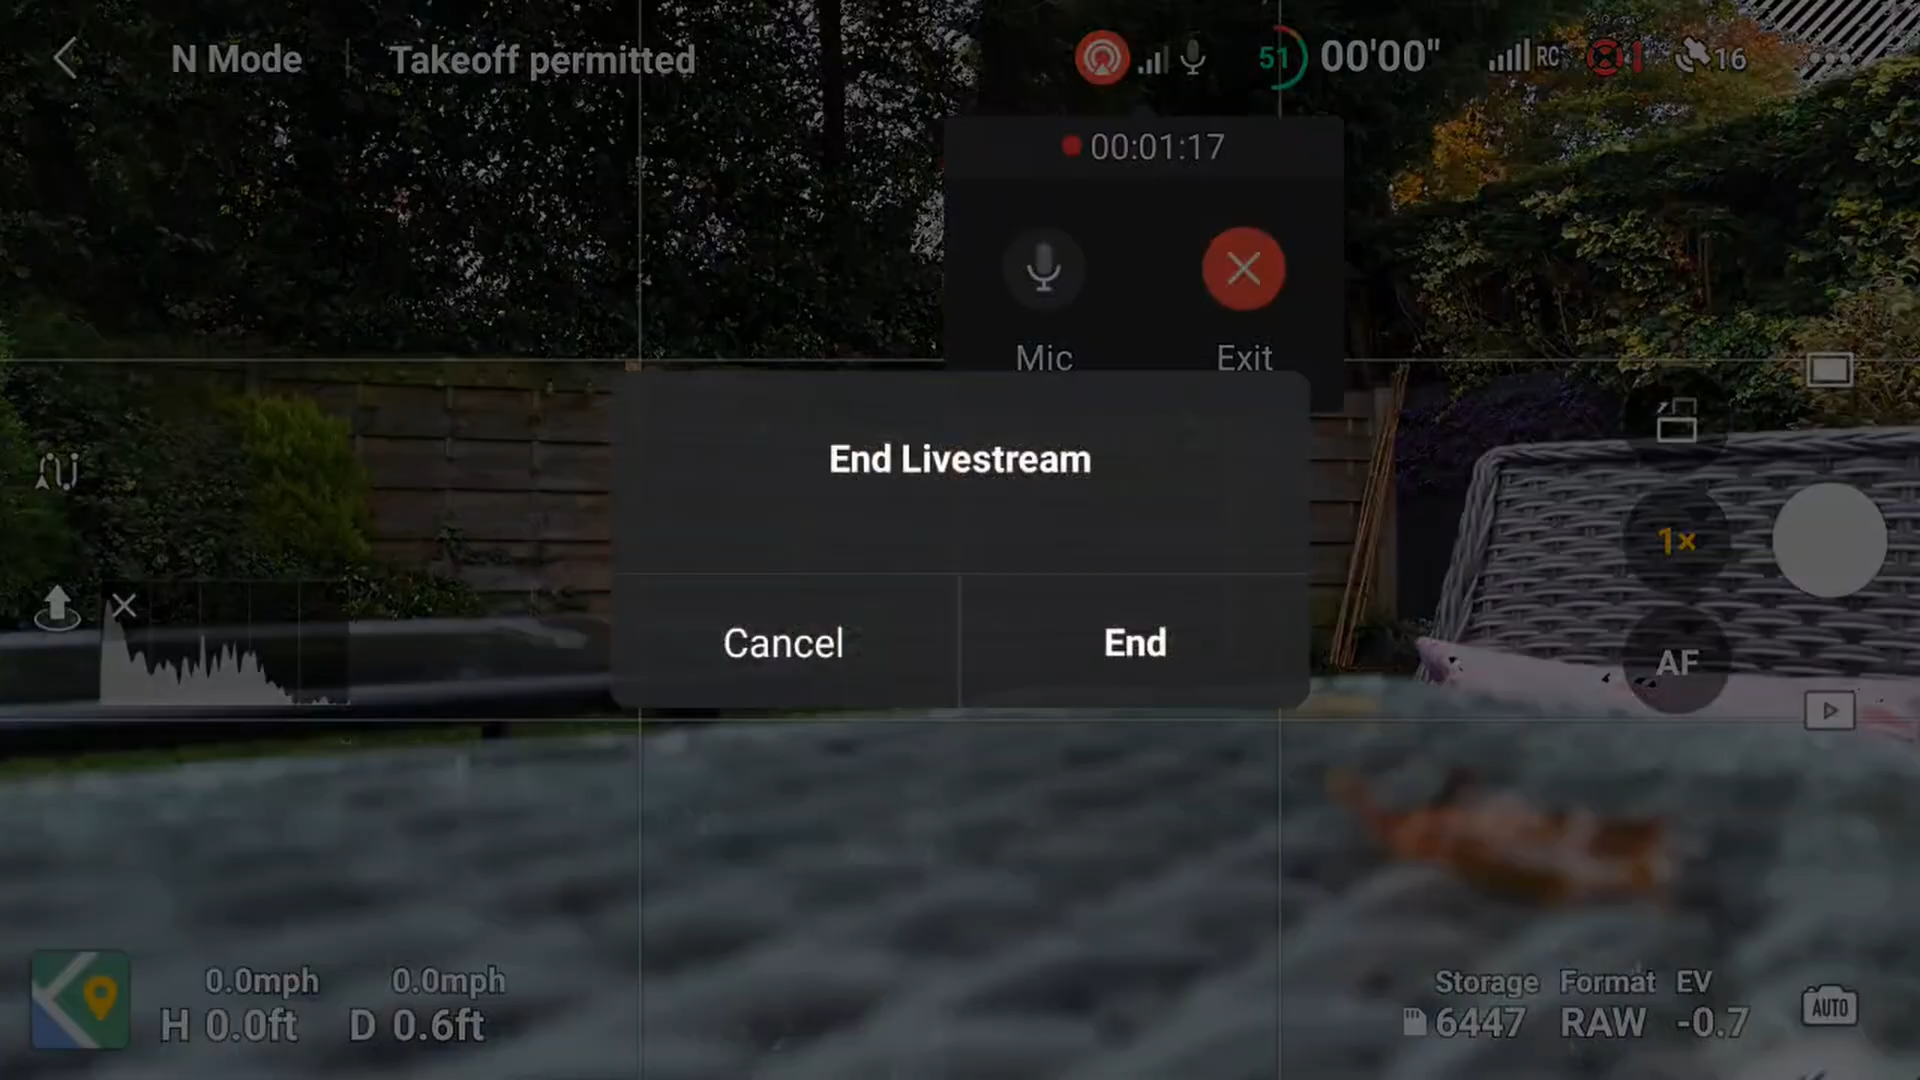 N Mode
Takeoff permitted
51
00'00"
RC
16
00:01:17
Mic
Exit
End Livestream
Cancel
End
1×
AF
0.0mph
0.0mph
H 0.0ft
D 0.6ft
Storage
Format
EV
6447
RAW
-0.7
AUTO